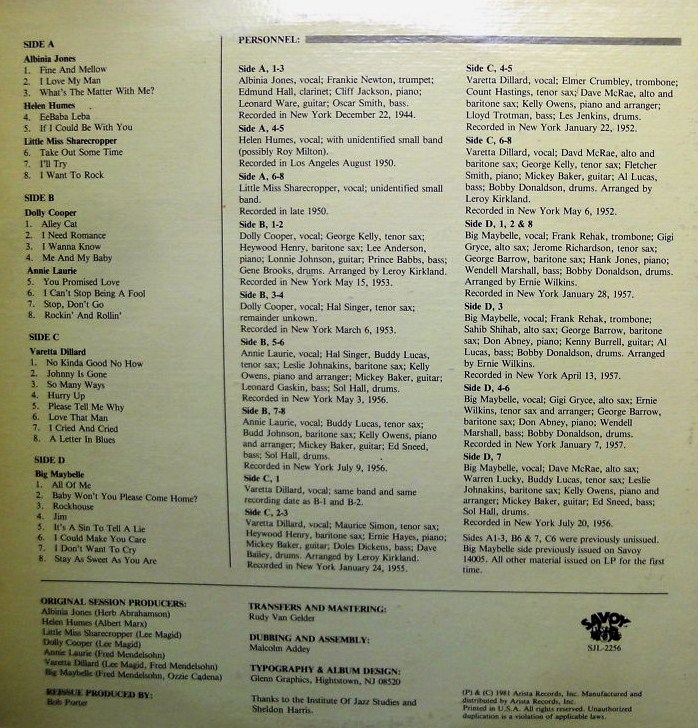 SIDE A
Albinia Jones
1. Fine And Mellow
2. I Love My Man
3. What's The Matter With Me?
Helen Humes
4. EeBaba Leba
5. If I Could Be With You
Little Miss Sharecropper
6. Take Out Some Time
7. I'll Try
8. I Want To Rock
SIDE B
Dolly Cooper
1. Alley Cat
2. I Need Romance
3. I Wanna Know
4. Me And My Baby
Annie Laurie
5. You Promised Love
6. I Can't Stop Being A Fool
7. Stop, Don't Go
8. Rockin' And Rollin'
SIDE C
Varetta Dillard
1. No Kinda Good No How
2. Johnny Is Gone
3. So Many Ways
4. Hurry Up
5. Please Tell Me Why
6. Love That Man
7. I Cried And Cried
8. A Letter In Blues
SIDE D
Big Maybelle
1. All Of Me
2. Baby Won't You Please Come Home?
3. Rockhouse
4. Jim
5. It's A Sin To Tell A Lie
6. I Could Make You Care
7. I Don't Want To Cry
8. Stay As Sweet As You Are
PERSONNEL:
Side A, 1-3
Albinia Jones, vocal; Frankie Newton, trumpet;
Edmund Hall, clarinet; Cliff Jackson, piano;
Leonard Ware, guitar; Oscar Smith, bass.
Recorded in New York December 22, 1944.
Side A, 4-5
Helen Humes, vocal; with unidentified small band
(possibly Roy Milton).
Recorded in Los Angeles August 1950.
Side A, 6-8
Little Miss Sharecropper, vocal; unidentified small
band.
Recorded in late 1950.
Side B, 1-2
Dolly Cooper, vocal; George Kelly, tenor sax;
Heywood Henry, baritone sax; Lee Anderson,
piano; Lonnie Johnson, guitar; Prince Babbs, bass;
Gene Brooks, drums. Arranged by Leroy Kirkland.
Recorded in New York May 15, 1953.
Side B, 3-4
Dolly Cooper, vocal; Hal Singer, tenor sax;
remainder unkown.
Recorded in New York March 6, 1953.
Side B, 5-6
Annie Laurie, vocal; Hal Singer, Buddy Lucas,
tenor sax; Leslie Johnakins, baritone sax; Kelly
Owens, piano and arranger; Mickey Baker, guitar;
Leonard Gaskin, bass; Sol Hall, drums.
Recorded in New York May 3, 1956.
Side B, 7-8
Annie Laurie, vocal; Buddy Lucas, tenor sax;
Budd Johnson, baritone sax; Kelly Owens, piano
and arranger; Mickey Baker, guitar; Ed Sneed,
bass; Sol Hall, drums.
Recorded in New York July 9, 1956.
Side C, 1
Varetta Dillard, vocal; same band and same
recording date as B-1 and B-2.
Side C, 2-3
Varetta Dillard, vocal; Maurice Simon, tenor sax;
Heywood Henry, baritone sax; Ernie Hayes, piano;
Mickey Baker, guitar; Doles Dickens, bass; Dave
Bailey, drums. Arranged by Leroy Kirkland.
Recorded in New York January 24, 1955.
Side C, 4-5
Varetta Dillard, vocal; Elmer Crumbley, trombone;
Count Hastings, tenor sax; Dave McRae, alto and
baritone sax; Kelly Owens, piano and arranger;
Lloyd Trotman, bass; Les Jenkins, drums.
Recorded in New York January 22, 1952.
Side C, 6-8
Varetta Dillard, vocal; Davd McRae, alto and
baritone sax; George Kelly, tenor sax; Fletcher
Smith, piano; Mickey Baker, guitar; Al Lucas,
bass; Bobby Donaldson, drums. Arranged by
Leroy Kirkland.
Recorded in New York May 6, 1952.
Side D, 1, 2 & 8
Big Maybelle, vocal; Frank Rehak, trombone; Gigi
Gryce, alto sax; Jerome Richardson, tenor sax;
George Barrow, baritone sax; Hank Jones, piano;
Wendell Marshall, bass; Bobby Donaldson, drums.
Arranged by Ernie Wilkins.
Recorded in New York January 28, 1957.
Side D, 3
Big Maybelle, vocal; Frank Rehak, trombone;
Sahib Shihab, alto sax; George Barrow, baritone
sax; Don Abney, piano; Kenny Burrell, guitar; Al
Lucas, bass; Bobby Donaldson, drums. Arranged
by Ernie Wilkins.
Recorded in New York April 13, 1957.
Side D, 4-6
Big Maybelle, vocal; Gigi Gryce, alto sax; Ernie
Wilkins, tenor sax and arranger; George Barrow,
baritone sax; Don Abney, piano; Wendell
Marshall, bass; Bobby Donaldson, drums.
Recorded in New York January 7, 1957.
Side D, 7
Big Maybelle, vocal; Dave McRae, alto sax;
Warren Lucky, Buddy Lucas, tenor sax; Leslie
Johnakins, baritone sax; Kelly Owens, piano and
arranger; Mickey Baker, guitar; Ed Sneed, bass;
Sol Hall, drums.
Recorded in New York July 20, 1956.
Sides A1-3, B6 & 7, C6 were previously unissued.
Big Maybelle side previously issued on Savoy
14005. All other material issued on LP for the first
time.
ORIGINAL SESSION PRODUCERS:
Albinia Jones (Herb Abrahamson)
Helen Humes (Albert Marx)
Little Miss Sharecropper (Lee Magid)
Dolly Cooper (Lee Magid)
Annie Laurie (Fred Mendelsohn)
Varetta Dillard (Lee Magid, Fred Mendelsohn)
Big Maybelle (Fred Mendelsohn, Ozzie Cadena)
REISSUE PRODUCED BY:
Bob Porter
TRANSFERS AND MASTERING:
Rudy Van Gelder
DUBBING AND ASSEMBLY:
Malcolm Addey
TYPOGRAPHY & ALBUM DESIGN:
Glenn Graphics, Hightstown, NJ 08520
Thanks to the Institute Of Jazz Studies and
Sheldon Harris.
SAVOY
SJL-2256
(P) & (C) 1981 Arista Records, Inc. Manufactured and
distributed by Arista Records, Inc.
Printed in U.S.A. All rights reserved. Unauthorized
duplication is a violation of applicable laws.